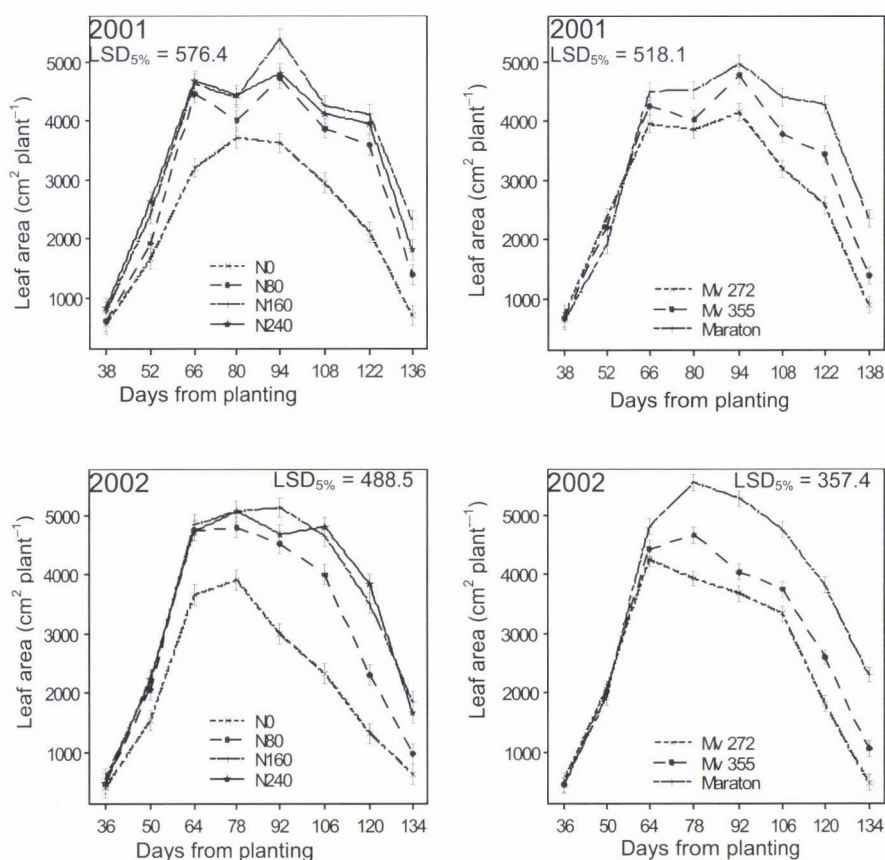 2001
LSD5% = 576.4
Leaf area (cm² plant⁻¹)
5000
4000
3000
2000
1000
N0
N80
N160
N240
38 52 66 80 94 108 122 136
Days from planting
2001
LSD5% = 518.1
Leaf area (cm² plant⁻¹)
5000
4000
3000
2000
1000
Mv 272
Mv 355
Maraton
38 52 66 80 94 108 122 138
Days from planting
2002
LSD5% = 488.5
Leaf area (cm² plant⁻¹)
5000
4000
3000
2000
1000
N0
N80
N160
N240
36 50 64 78 92 106 120 134
Days from planting
2002
LSD5% = 357.4
Leaf area (cm² plant⁻¹)
5000
4000
3000
2000
1000
Mv 272
Mv 355
Maraton
36 50 64 78 92 106 120 134
Days from planting